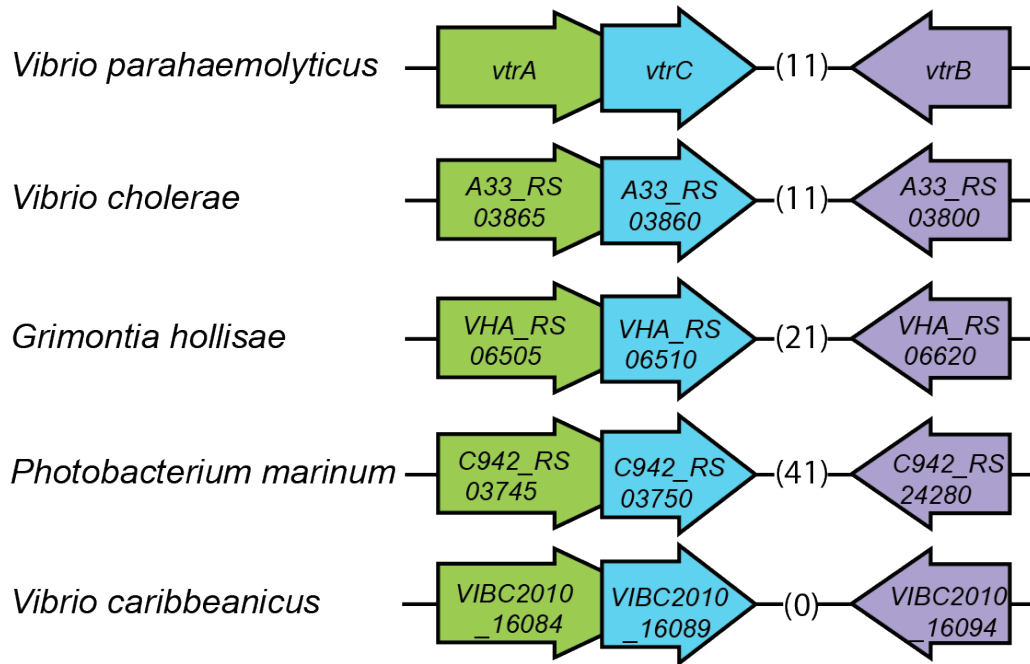 Vibrio parahaemolyticus vtrA vtrC (11) vtrB
Vibrio cholerae A33_RS 03865 A33_RS 03860 (11) A33_RS 03800
Grimontia hollisae VHA_RS 06505 VHA_RS 06510 (21) VHA_RS 06620
Photobacterium marinum C942_RS 03745 C942_RS 03750 (41) C942_RS 24280
Vibrio caribbeanicus VIBC2010 _16084 VIBC2010 _16089 (0) VIBC2010 _16094